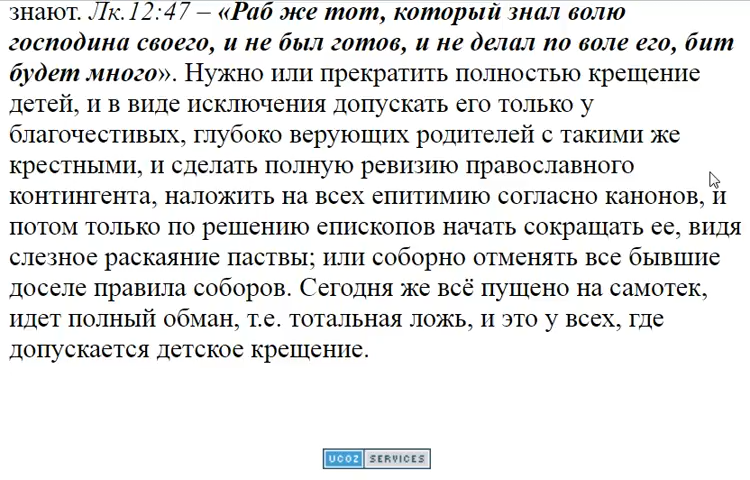 знают. Лк.12:47 – «Раб же тот, который знал волю
господина своего, и не был готов, и не делал по воле его, бит
будет много». Нужно или прекратить полностью крещение
детей, и в виде исключения допускать его только у
благочестивых, глубоко верующих родителей с такими же
крестными, и сделать полную ревизию православного
контингента, наложить на всех епитимию согласно канонов, и
потом только по решению епископов начать сокращать ее, видя
слезное раскаяние паствы; или соборно отменять все бывшие
доселе правила соборов. Сегодня же всё пущено на самотек,
идет полный обман, т.е. тотальная ложь, и это у всех, где
допускается детское крещение.
UCOZ SERVICES